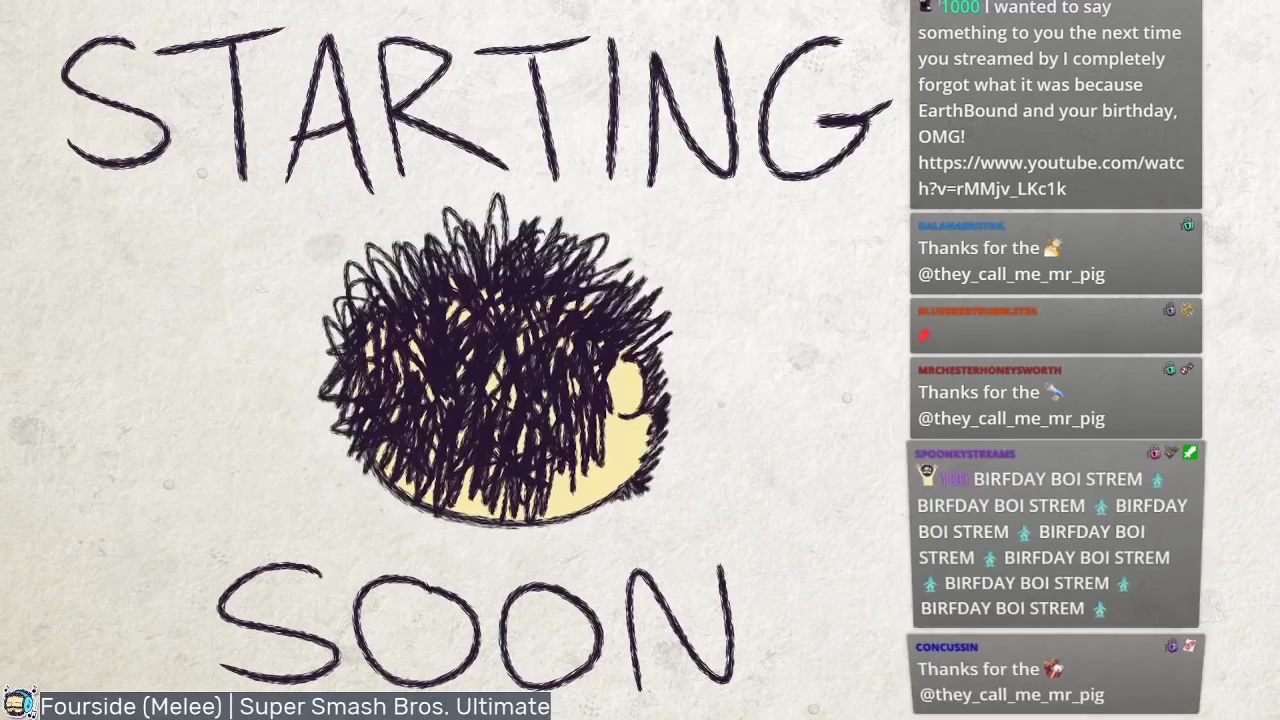 STARTING
SOON
1000 I wanted to say
something to you the next time
you streamed by I completely
forgot what it was because
EarthBound and your birthday,
OMG!
https://www.youtube.com/watc
h?v=rMMjv_LKc1k
Thanks for the
@they_call_me_mr_pig
MRCHESTERHONEYSWORTH
Thanks for the
@they_call_me_mr_pig
SPOONKYSTREAMS
100 BIRFDAY BOI STREM
BIRFDAY BOI STREM BIRFDAY
BOI STREM BIRFDAY BOI
STREM BIRFDAY BOI STREM
BIRFDAY BOI STREM
BIRFDAY BOI STREM
CONCUSSIN
Thanks for the
@they_call_me_mr_pig
Fourside (Melee) | Super Smash Bros. Ultimate